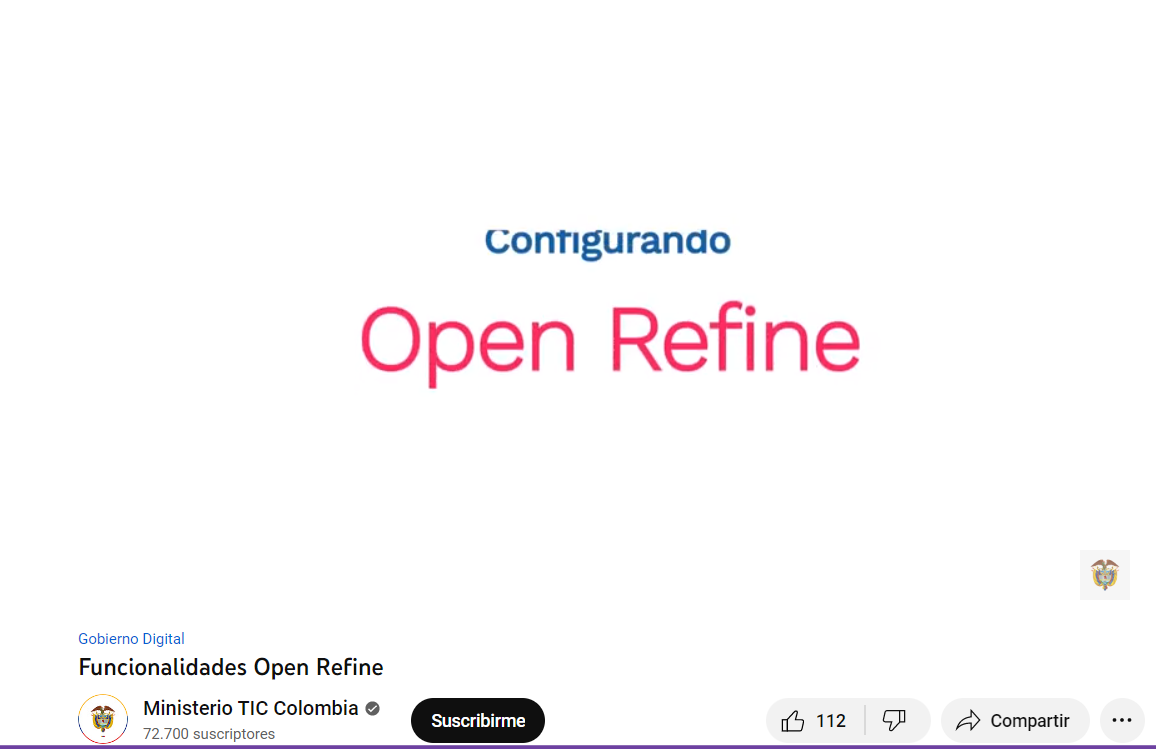 Configurando
Open Refine
Gobierno Digital
Funcionalidades Open Refine
Ministerio TIC Colombia
72.700 suscriptores
Suscribirme
112
Compartir